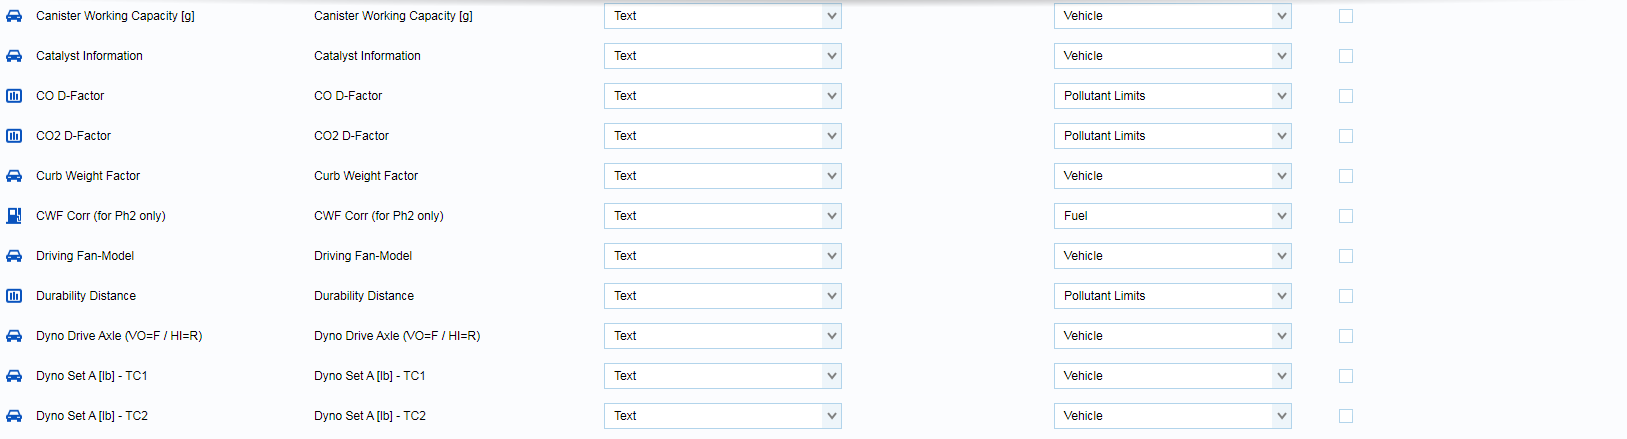 Canister Working Capacity [g] Canister Working Capacity [g] Text Vehicle
Catalyst Information Catalyst Information Text Vehicle
CO D-Factor CO D-Factor Text Pollutant Limits
CO2 D-Factor CO2 D-Factor Text Pollutant Limits
Curb Weight Factor Curb Weight Factor Text Vehicle
CWF Corr (for Ph2 only) CWF Corr (for Ph2 only) Text Fuel
Driving Fan-Model Driving Fan-Model Text Vehicle
Durability Distance Durability Distance Text Pollutant Limits
Dyno Drive Axle (VO=F / HI=R) Dyno Drive Axle (VO=F / HI=R) Text Vehicle
Dyno Set A [lb] - TC1 Dyno Set A [lb] - TC1 Text Vehicle
Dyno Set A [lb] - TC2 Dyno Set A [lb] - TC2 Text Vehicle